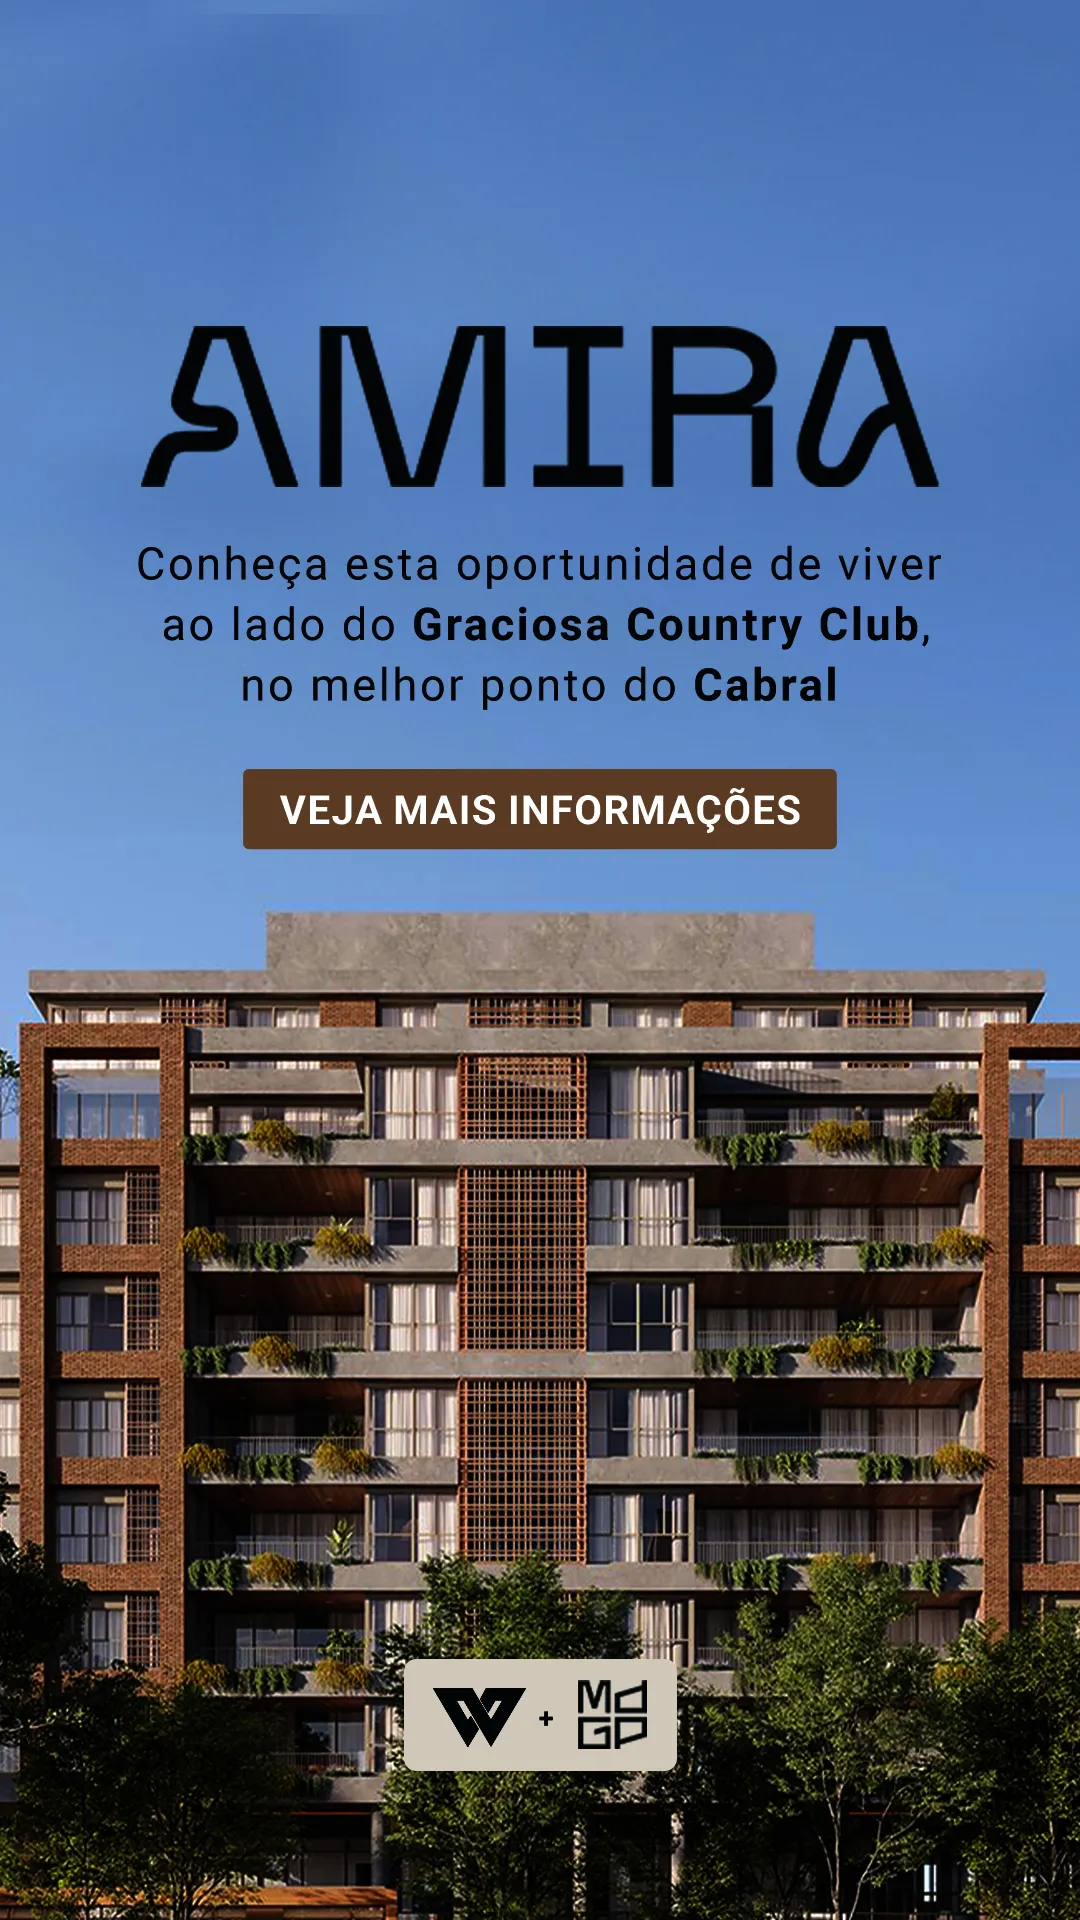 AMIRA
Conheça esta oportunidade de viver
ao lado do Graciosa Country Club,
no melhor ponto do Cabral
VEJA MAIS INFORMAÇÕES
W + MDGP